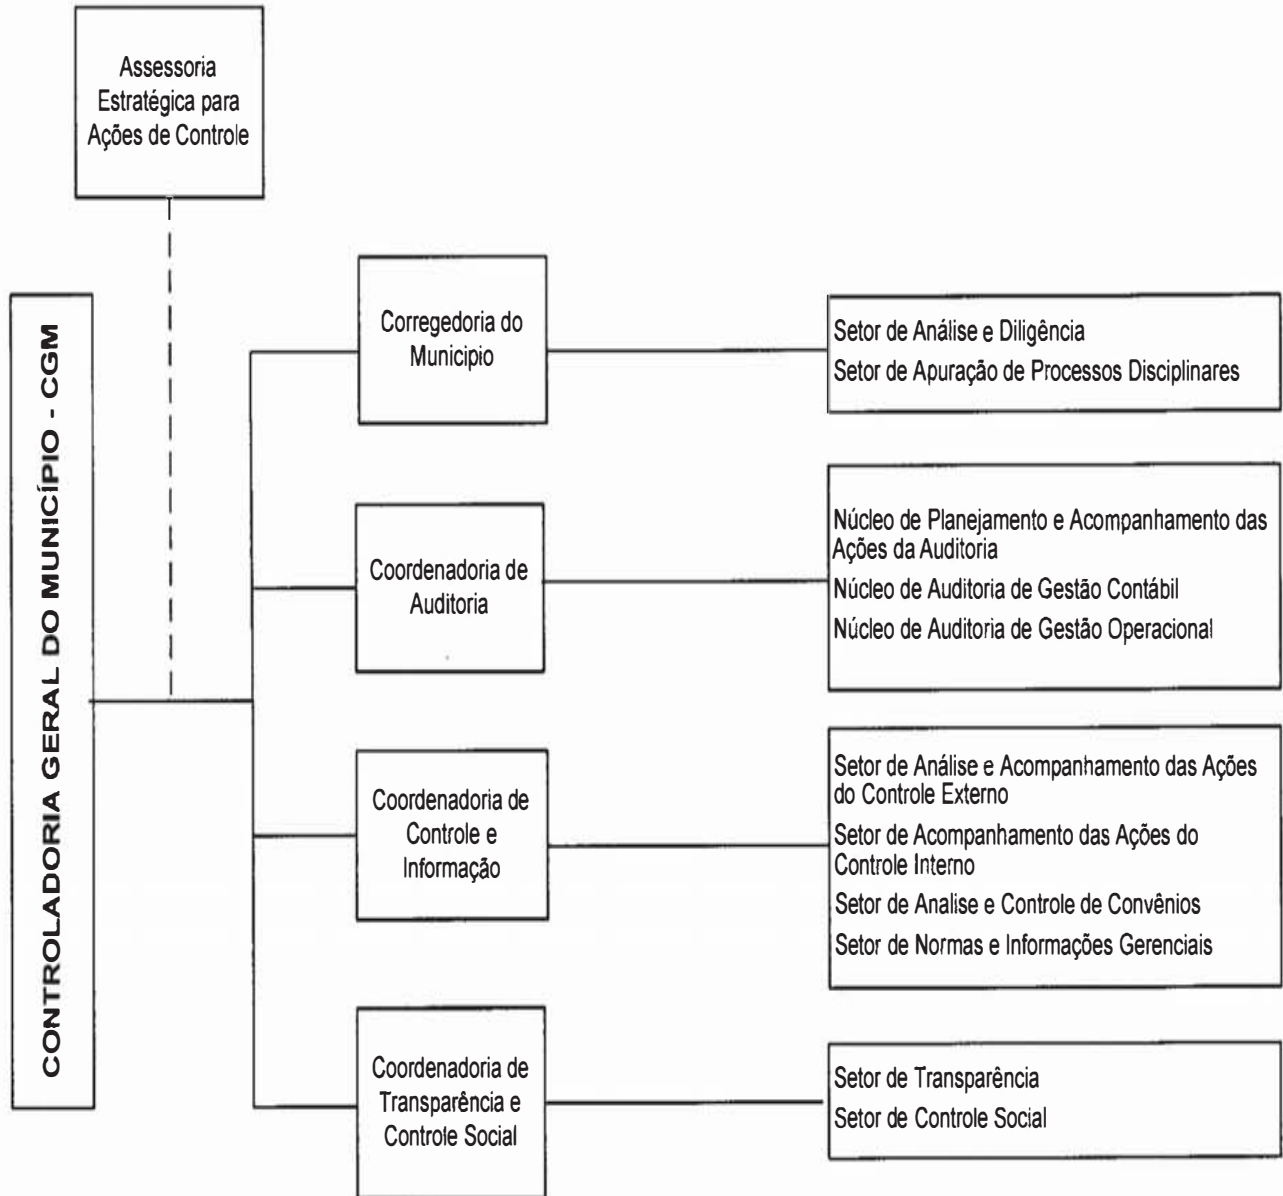 Assessoria
Estratégica para
Ações de Controle
CONTROLADORIA GERAL DO MUNICÍPIO - CGM
Corregedoria do
Municipio
Setor de Análise e Diligência
Setor de Apuração de Processos Disciplinares
Coordenadoria de
Auditoria
Núcleo de Planejamento e Acompanhamento das
Ações da Auditoria
Núcleo de Auditoria de Gestão Contábil
Núcleo de Auditoria de Gestão Operacional
Coordenadoria de
Controle e
Informação
Setor de Análise e Acompanhamento das Ações
do Controle Externo
Setor de Acompanhamento das Ações do
Controle Interno
Setor de Analise e Controle de Convênios
Setor de Normas e Informações Gerenciais
Coordenadoria de
Transparência e
Controle Social
Setor de Transparência
Setor de Controle Social